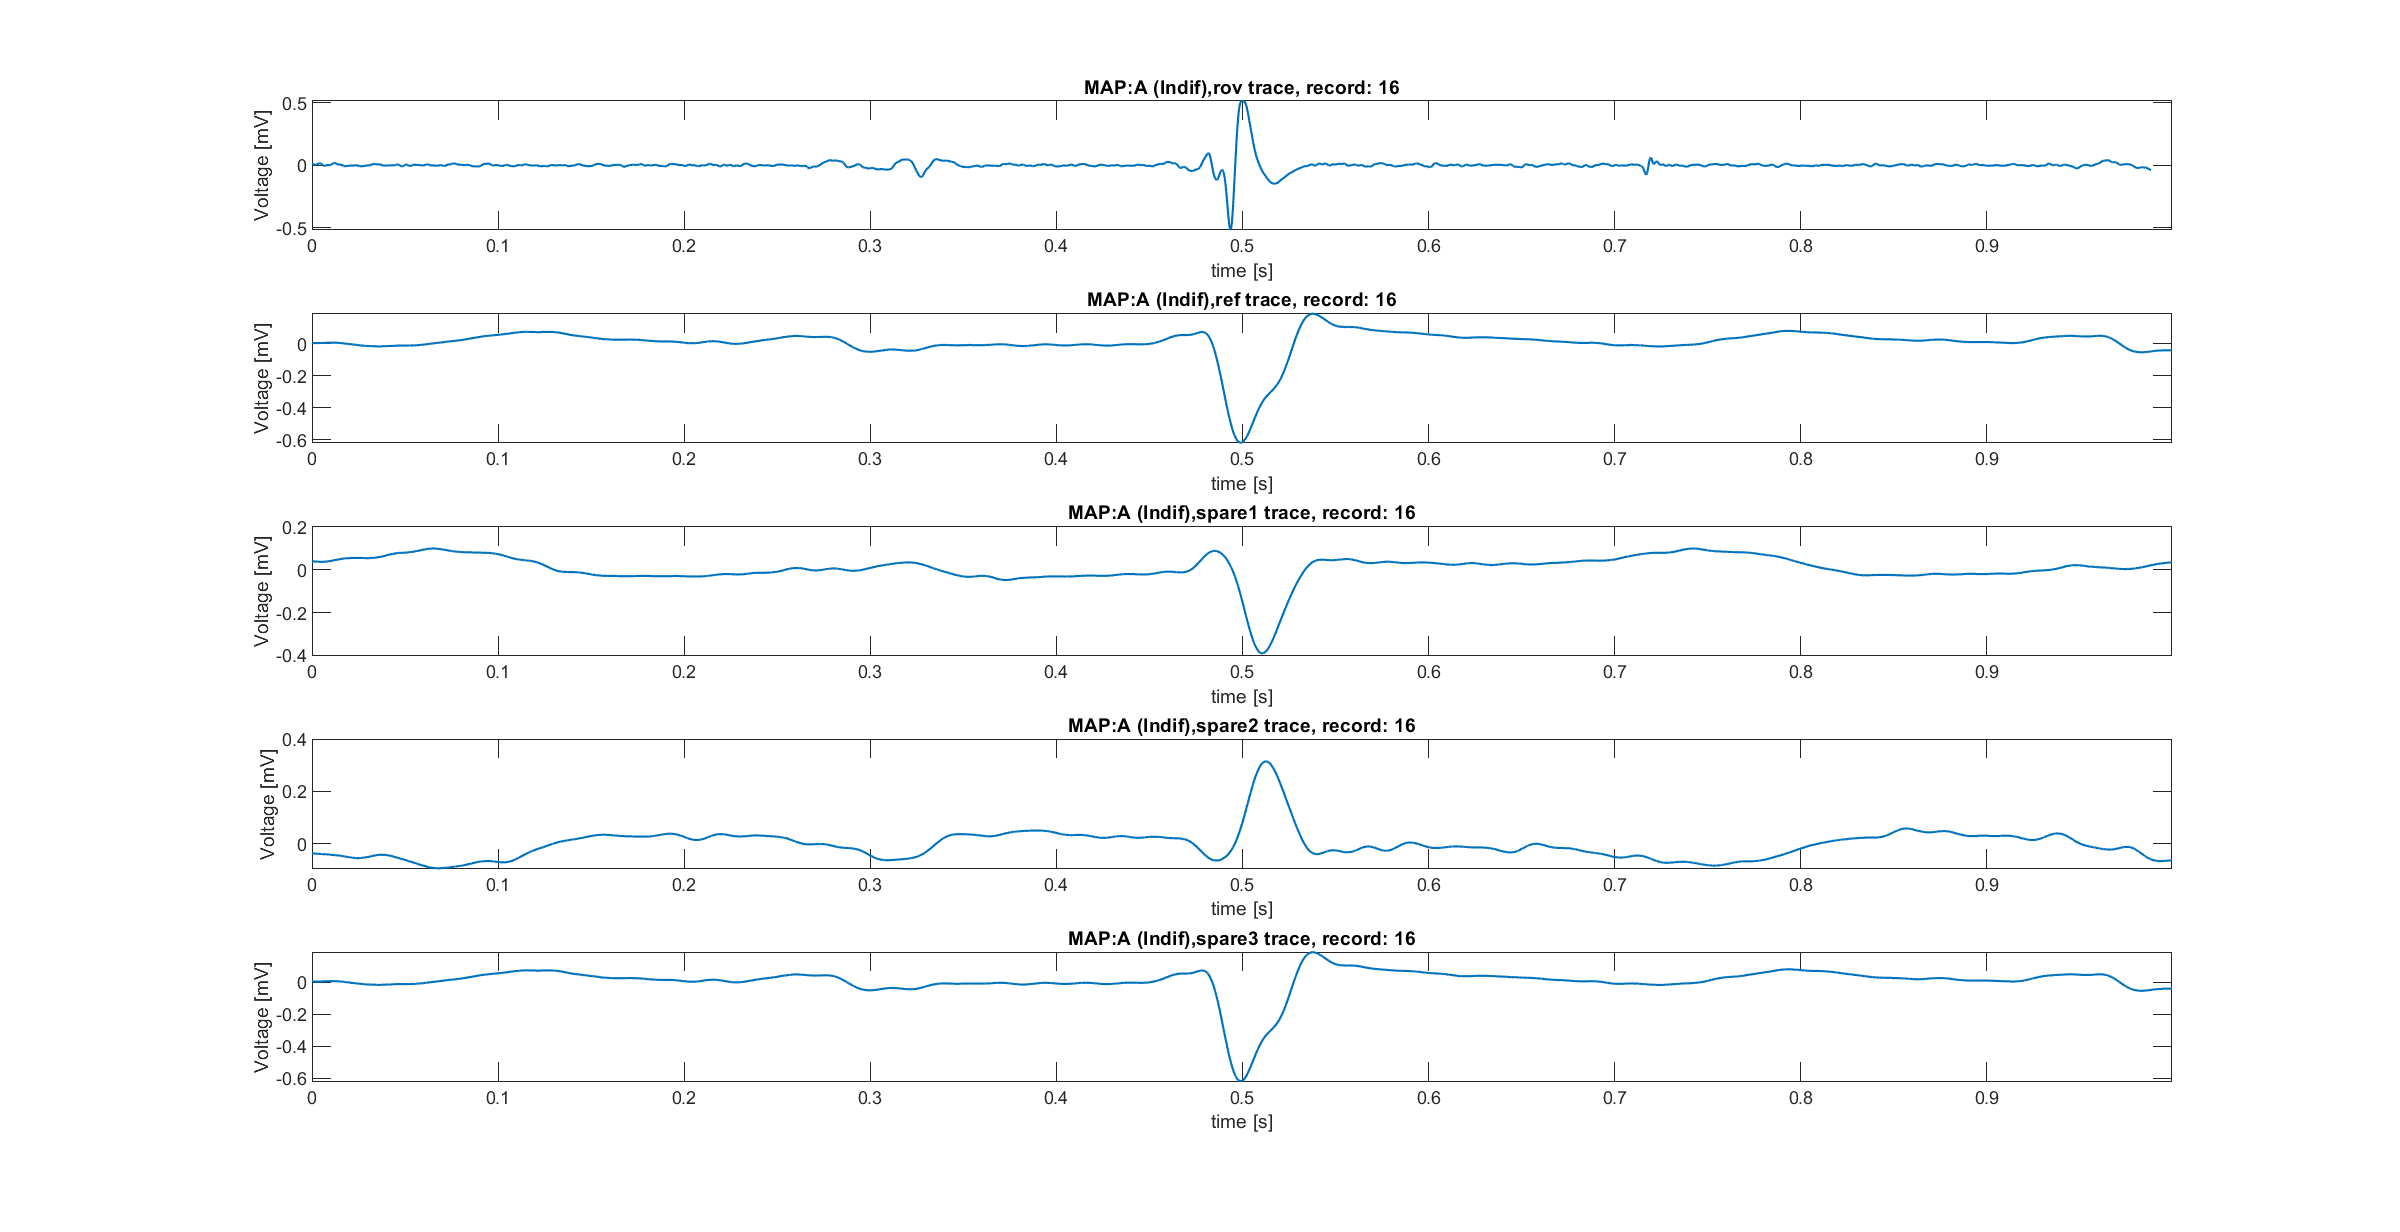 MAP:A (Indif),rov trace, record: 16
Voltage [mV]
0.5
0
-0.5
0 0.1 0.2 0.3 0.4 0.5 0.6 0.7 0.8 0.9
time [s]
MAP:A (Indif),ref trace, record: 16
Voltage [mV]
0
-0.2
-0.4
-0.6
0 0.1 0.2 0.3 0.4 0.5 0.6 0.7 0.8 0.9
time [s]
MAP:A (Indif),spare1 trace, record: 16
Voltage [mV]
0.2
0
-0.2
-0.4
0 0.1 0.2 0.3 0.4 0.5 0.6 0.7 0.8 0.9
time [s]
MAP:A (Indif),spare2 trace, record: 16
Voltage [mV]
0.4
0.2
0
0 0.1 0.2 0.3 0.4 0.5 0.6 0.7 0.8 0.9
time [s]
MAP:A (Indif),spare3 trace, record: 16
Voltage [mV]
0
-0.2
-0.4
-0.6
0 0.1 0.2 0.3 0.4 0.5 0.6 0.7 0.8 0.9
time [s]